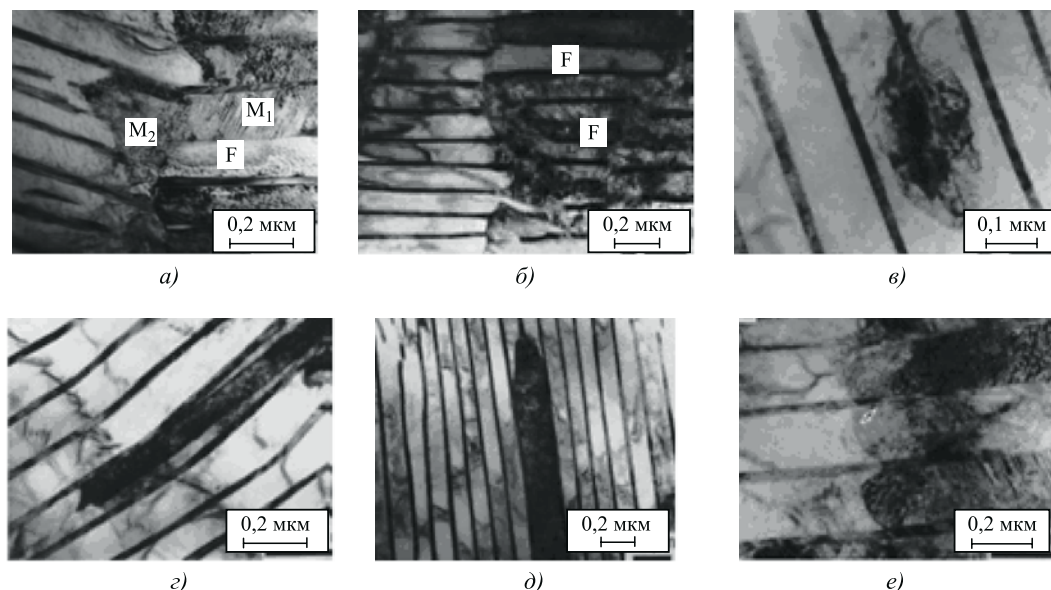 M₂
M₁
F
0,2 мкм
а)
F
F
0,2 мкм
б)
0,1 мкм
в)
0,2 мкм
г)
0,2 мкм
д)
0,2 мкм
е)